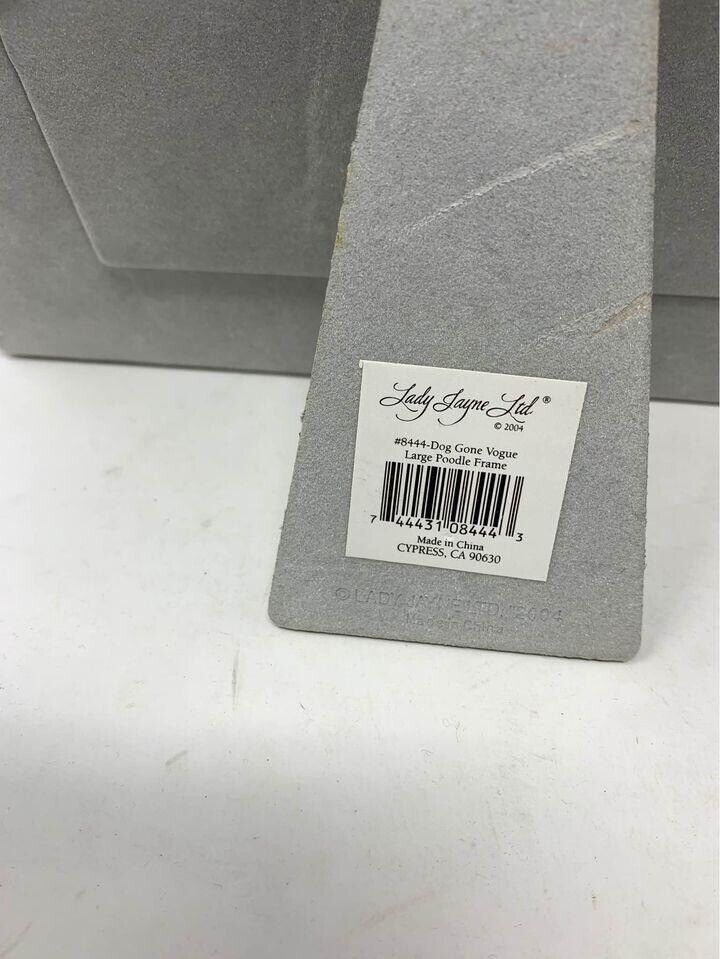 Lady Jayne Ltd ®
© 2004
#8444-Dog Gone Vogue
Large Poodle Frame
7 44431 08444 3
Made in China
CYPRESS, CA 90630
© LADY JAYNE LTD. 2004
Made in China